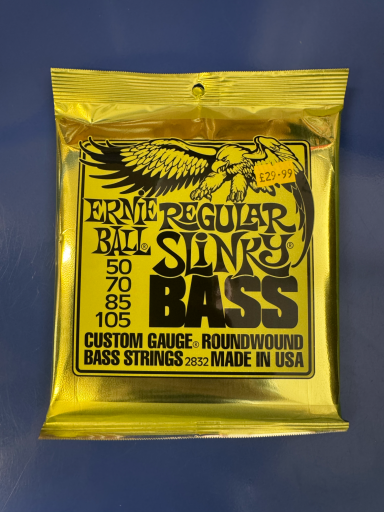 £29.99
ERNIE BALL®
REGULAR SLINKY®
BASS
50
70
85
105
CUSTOM GAUGE® ROUNDWOUND
BASS STRINGS 2832 MADE IN USA